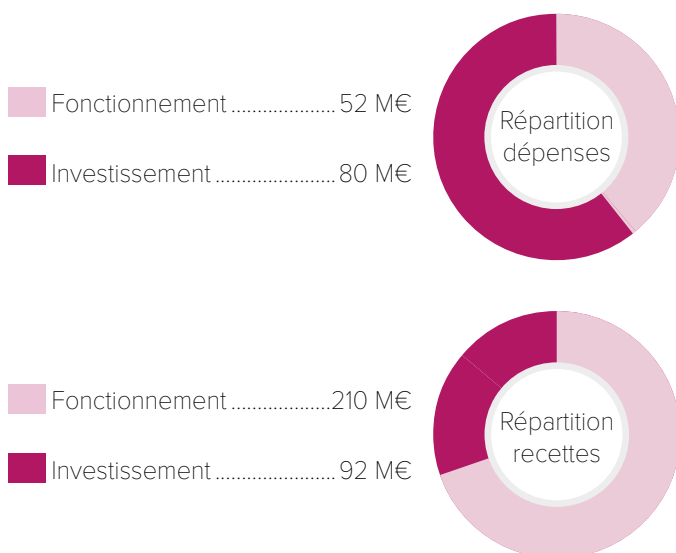 Fonctionnement ................... 52 M€
Investissement ...................... 80 M€
Répartition
dépenses
Fonctionnement ...................210 M€
Investissement ...................... 92 M€
Répartition
recettes